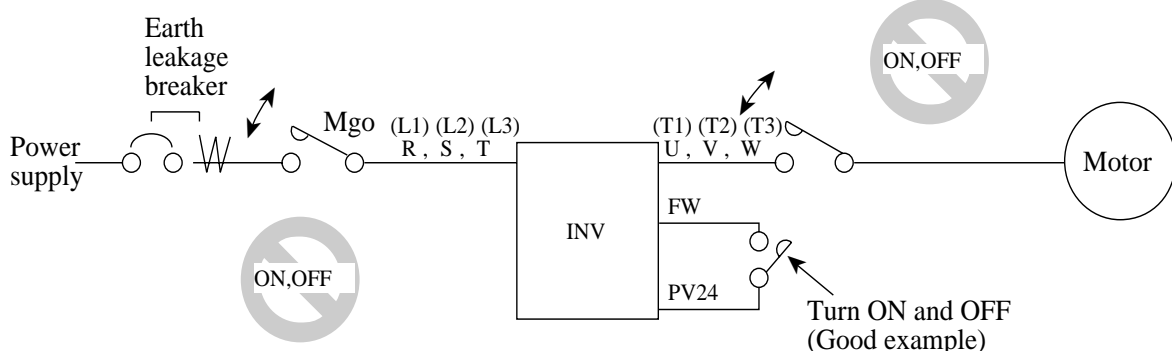 Earth
leakage
breaker
ON,OFF
Mgo
(L1) (L2) (L3)
R , S , T
(T1) (T2) (T3)
U , V , W
Power
supply
Motor
FW
INV
ON,OFF
PV24
Turn ON and OFF
(Good example)